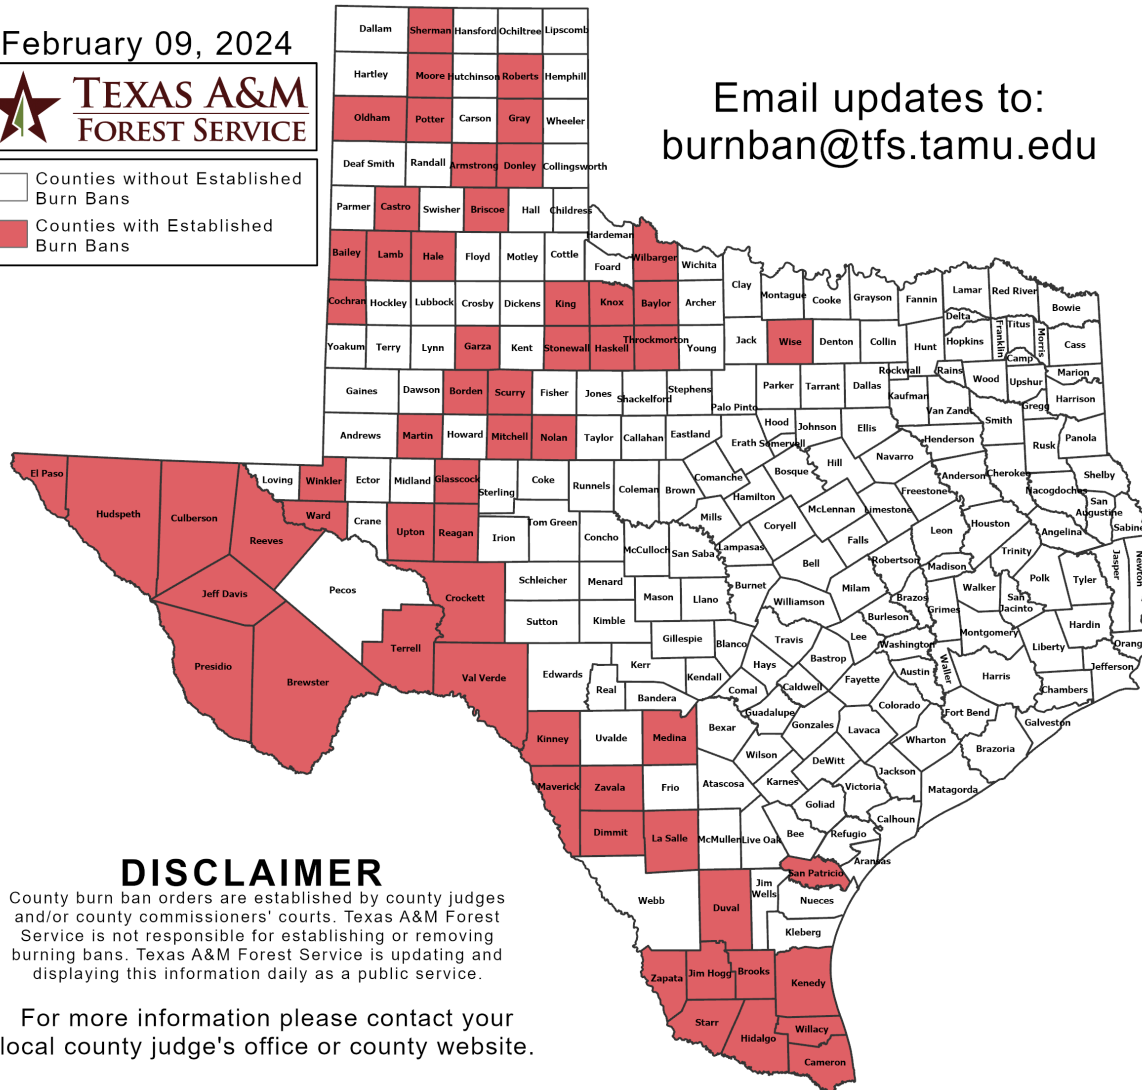 February 09, 2024
TEXAS A&M
FOREST SERVICE
Counties without Established
Burn Bans
Counties with Established
Burn Bans
Email updates to:
burnban@tfs.tamu.edu
Dallam Sherman Hansford Ochiltree Lipscomb
Hartley Moore Hutchinson Roberts Hemphill
Oldham Potter Carson Gray Wheeler
Deaf Smith Randall Armstrong Donley Collingsworth
Parmer Castro Swisher Briscoe Hall Childress
Hardeman
Bailey Lamb Hale Floyd Motley Cottle Foard Wilbarger Wichita
Clay Montague Cooke Grayson Fannin Lamar Red River Bowie
Cochran Hockley Lubbock Crosby Dickens King Knox Baylor Archer
Delta Titus Franklin Morris Cass
Yoakum Terry Lynn Garza Kent Stonewall Haskell Throckmorton Young Jack Wise Denton Collin Hunt Hopkins Camp
Rockwall Rains Wood Upshur Marion
Gaines Dawson Borden Scurry Fisher Jones Shackelford Stephens Palo Pinto Parker Tarrant Dallas Kaufman Van Zandt Smith Gregg Harrison
Andrews Martin Howard Mitchell Nolan Taylor Callahan Eastland Erath Hood Somervell Johnson Ellis Henderson Rusk Panola
El Paso Hudspeth Culberson Reeves Loving Winkler Ector Midland Glasscock Sterling Coke Runnels Coleman Brown Comanche Hamilton Bosque Hill Navarro Freestone Anderson Cherokee Nacogdoches Shelby
San
Augustine
Sabine
Ward Crane Upton Reagan Irion Tom Green Concho McCulloch San Saba Mills Lampasas Coryell McLennan Limestone Falls Leon Houston Angelina
Jeff Davis Pecos Crockett Schleicher Menard Mason Llano Burnet Bell Milam Robertson Madison Trinity Polk Tyler Jasper Newton
Walker
San
Jacinto
Presidio Brewster Terrell Val Verde Sutton Kimble Gillespie Blanco Williamson Travis Lee Burleson Brazos Grimes Washington Montgomery Liberty Hardin Orang
Edwards Real Kerr Bandera Kendall Comal Hays Caldwell Bastrop Fayette Austin Waller Harris Chambers Jefferson
Kinney Uvalde Medina Bexar Guadalupe Gonzales Lavaca Colorado Fort Bend Galveston
Wilson DeWitt Wharton Brazoria
Maverick Zavala Frio Atascosa Karnes Victoria Jackson Matagorda
Dimmit La Salle McMullen Live Oak Bee Goliad Refugio Calhoun Aransas
San Patricio
Webb Duval Jim
Wells
Nueces
Kleberg
Zapata Jim Hogg Brooks Kenedy
Starr Hidalgo Willacy
Cameron
DISCLAIMER
County burn ban orders are established by county judges
and/or county commissioners' courts. Texas A&M Forest
Service is not responsible for establishing or removing
burning bans. Texas A&M Forest Service is updating and
displaying this information daily as a public service.
For more information please contact your
local county judge's office or county website.